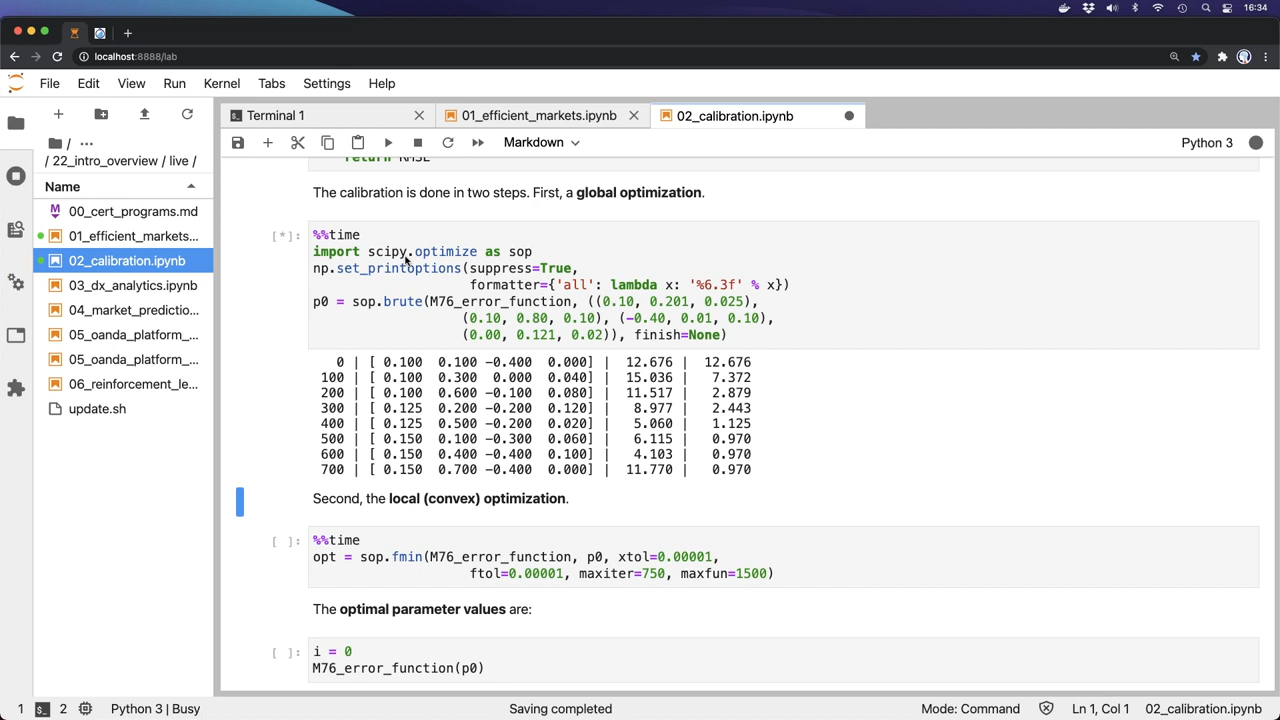 16:34
localhost:8888/lab
File Edit View Run Kernel Tabs Settings Help
Terminal 1
01_efficient_markets.ipynb
02_calibration.ipynb
/ …
/ 22_intro_overview / live /
Markdown
Python 3
Name
00_cert_programs.md
01_efficient_markets...
02_calibration.ipynb
03_dx_analytics.ipynb
04_market_predictio...
05_oanda_platform_...
05_oanda_platform_...
06_reinforcement_le...
update.sh
return RMSE
The calibration is done in two steps. First, a global optimization.
[*]:
%%time
import scipy.optimize as sop
np.set_printoptions(suppress=True,
formatter={'all': lambda x: '%6.3f' % x})
p0 = sop.brute(M76_error_function, ((0.10, 0.201, 0.025),
(0.10, 0.80, 0.10), (-0.40, 0.01, 0.10),
(0.00, 0.121, 0.02)), finish=None)
0 | [ 0.100 0.100 -0.400 0.000] | 12.676 | 12.676
100 | [ 0.100 0.300 0.000 0.040] | 15.036 | 7.372
200 | [ 0.100 0.600 -0.100 0.080] | 11.517 | 2.879
300 | [ 0.125 0.200 -0.200 0.120] | 8.977 | 2.443
400 | [ 0.125 0.500 -0.200 0.020] | 5.060 | 1.125
500 | [ 0.150 0.100 -0.300 0.060] | 6.115 | 0.970
600 | [ 0.150 0.400 -0.400 0.100] | 4.103 | 0.970
700 | [ 0.150 0.700 -0.400 0.000] | 11.770 | 0.970
Second, the local (convex) optimization.
[ ]:
%%time
opt = sop.fmin(M76_error_function, p0, xtol=0.00001,
ftol=0.00001, maxiter=750, maxfun=1500)
The optimal parameter values are:
[ ]:
i = 0
M76_error_function(p0)
1 2 Python 3 | Busy Saving completed Mode: Command Ln 1, Col 1 02_calibration.ipynb